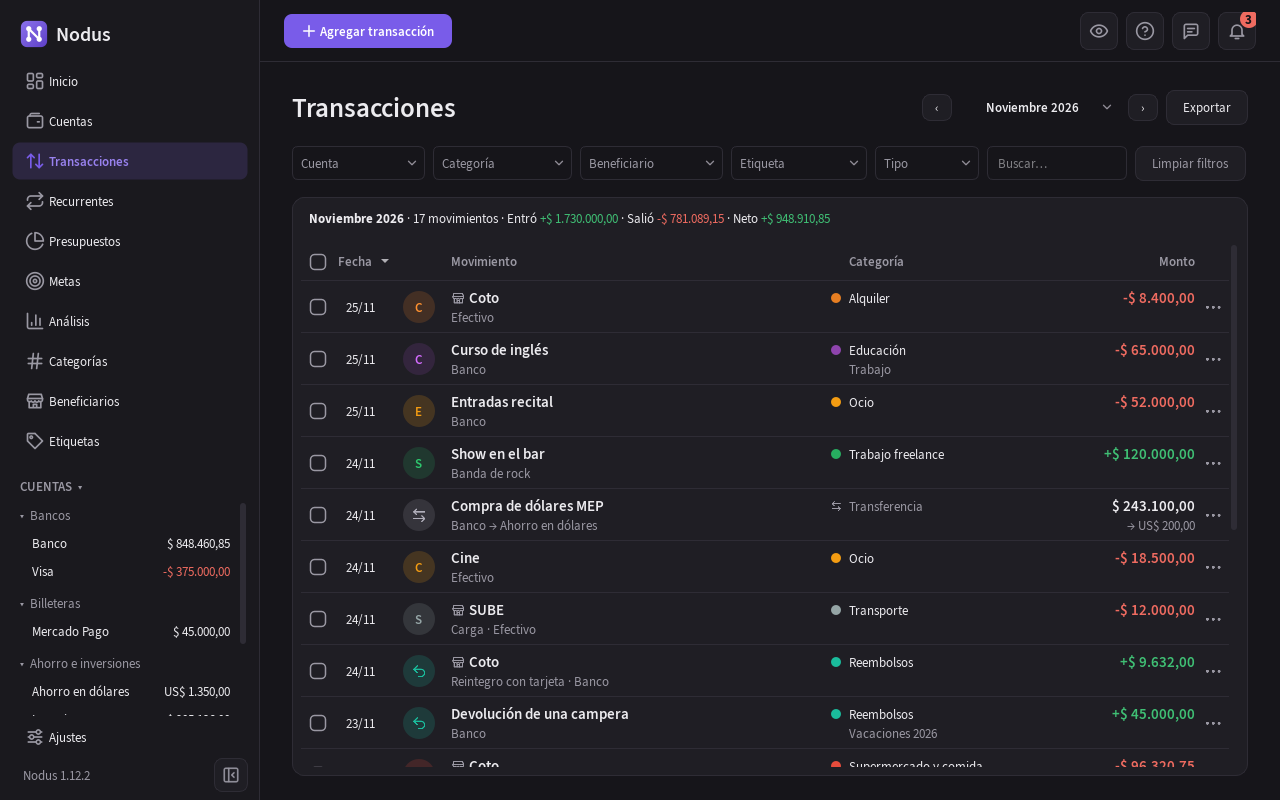 Nodus
Inicio
Cuentas
Transacciones
Recurrentes
Presupuestos
Metas
Análisis
Categorías
Beneficiarios
Etiquetas
CUENTAS
Bancos
Banco $ 848.460,85
Visa -$ 375.000,00
Billeteras
Mercado Pago $ 45.000,00
Ahorro e inversiones
Ahorro en dólares US$ 1.350,00
Ajustes
Nodus 1.12.2
+ Agregar transacción
3
Transacciones
‹ Noviembre 2026 › Exportar
Cuenta Categoría Beneficiario Etiqueta Tipo Buscar... Limpiar filtros
Noviembre 2026 · 17 movimientos · Entró +$ 1.730.000,00 · Salió -$ 781.089,15 · Neto +$ 948.910,85
Fecha Movimiento Categoría Monto
25/11 C Coto Alquiler -$ 8.400,00
Efectivo
25/11 C Curso de inglés Educación -$ 65.000,00
Banco Trabajo
25/11 E Entradas recital Ocio -$ 52.000,00
Banco
24/11 S Show en el bar Trabajo freelance +$ 120.000,00
Banda de rock
24/11 Compra de dólares MEP Transferencia $ 243.100,00
Banco → Ahorro en dólares → US$ 200,00
24/11 C Cine Ocio -$ 18.500,00
Efectivo
24/11 S SUBE Transporte -$ 12.000,00
Carga · Efectivo
24/11 Coto Reembolsos +$ 9.632,00
Reintegro con tarjeta · Banco
23/11 Devolución de una campera Reembolsos +$ 45.000,00
Banco Vacaciones 2026
Coto Supermercado y comida -$ 96.320,75